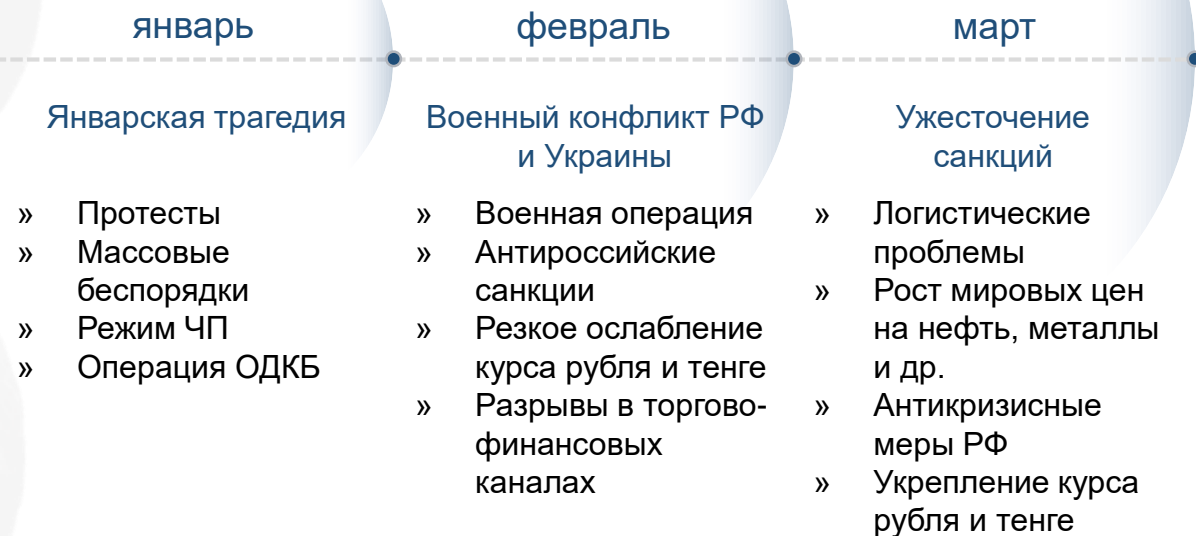 январь
Январская трагедия
» Протесты
» Массовые
беспорядки
» Режим ЧП
» Операция ОДКБ
февраль
Военный конфликт РФ
и Украины
» Военная операция
» Антироссийские
санкции
» Резкое ослабление
курса рубля и тенге
» Разрывы в торгово-
финансовых
каналах
март
Ужесточение
санкций
» Логистические
проблемы
» Рост мировых цен
на нефть, металлы
и др.
» Антикризисные
меры РФ
» Укрепление курса
рубля и тенге